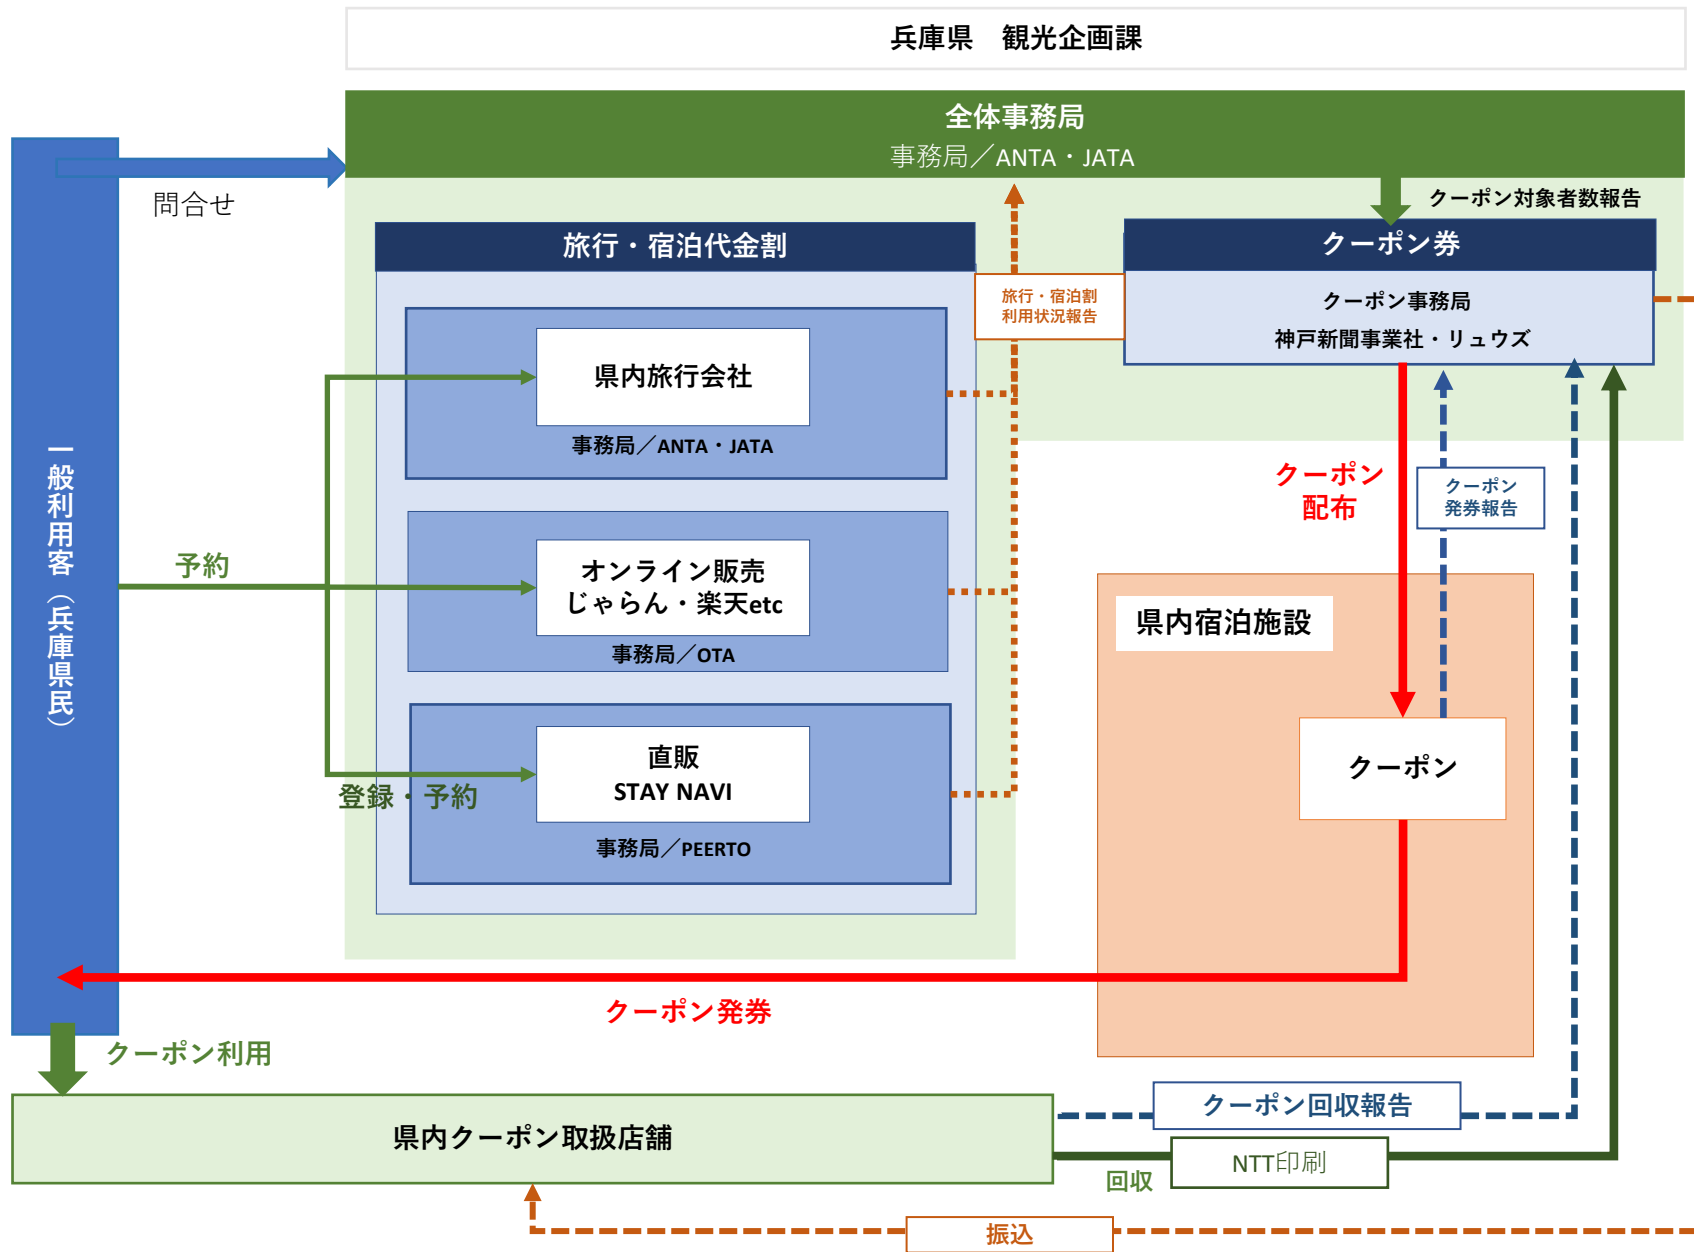 兵庫県　観光企画課
全体事務局
事務局／ANTA・JATA
問合せ
クーポン対象者数報告
旅行・宿泊代金割
クーポン券
クーポン事務局
神戸新聞事業社・リュウズ
旅行・宿泊割
利用状況報告
県内旅行会社
事務局／ANTA・JATA
一般利用客（兵庫県民）
クーポン
配布
クーポン
発券報告
予約
オンライン販売
じゃらん・楽天etc
事務局／OTA
県内宿泊施設
直販
STAY NAVI
登録・予約
事務局／PEERTO
クーポン
クーポン発券
クーポン利用
クーポン回収報告
県内クーポン取扱店舗
NTT印刷
回収
振込